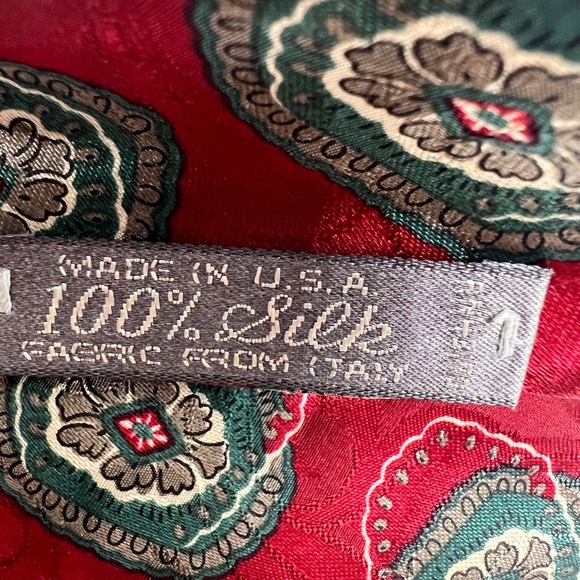 MADE IN U.S.A.
100% Silk
FABRIC FROM ITALY